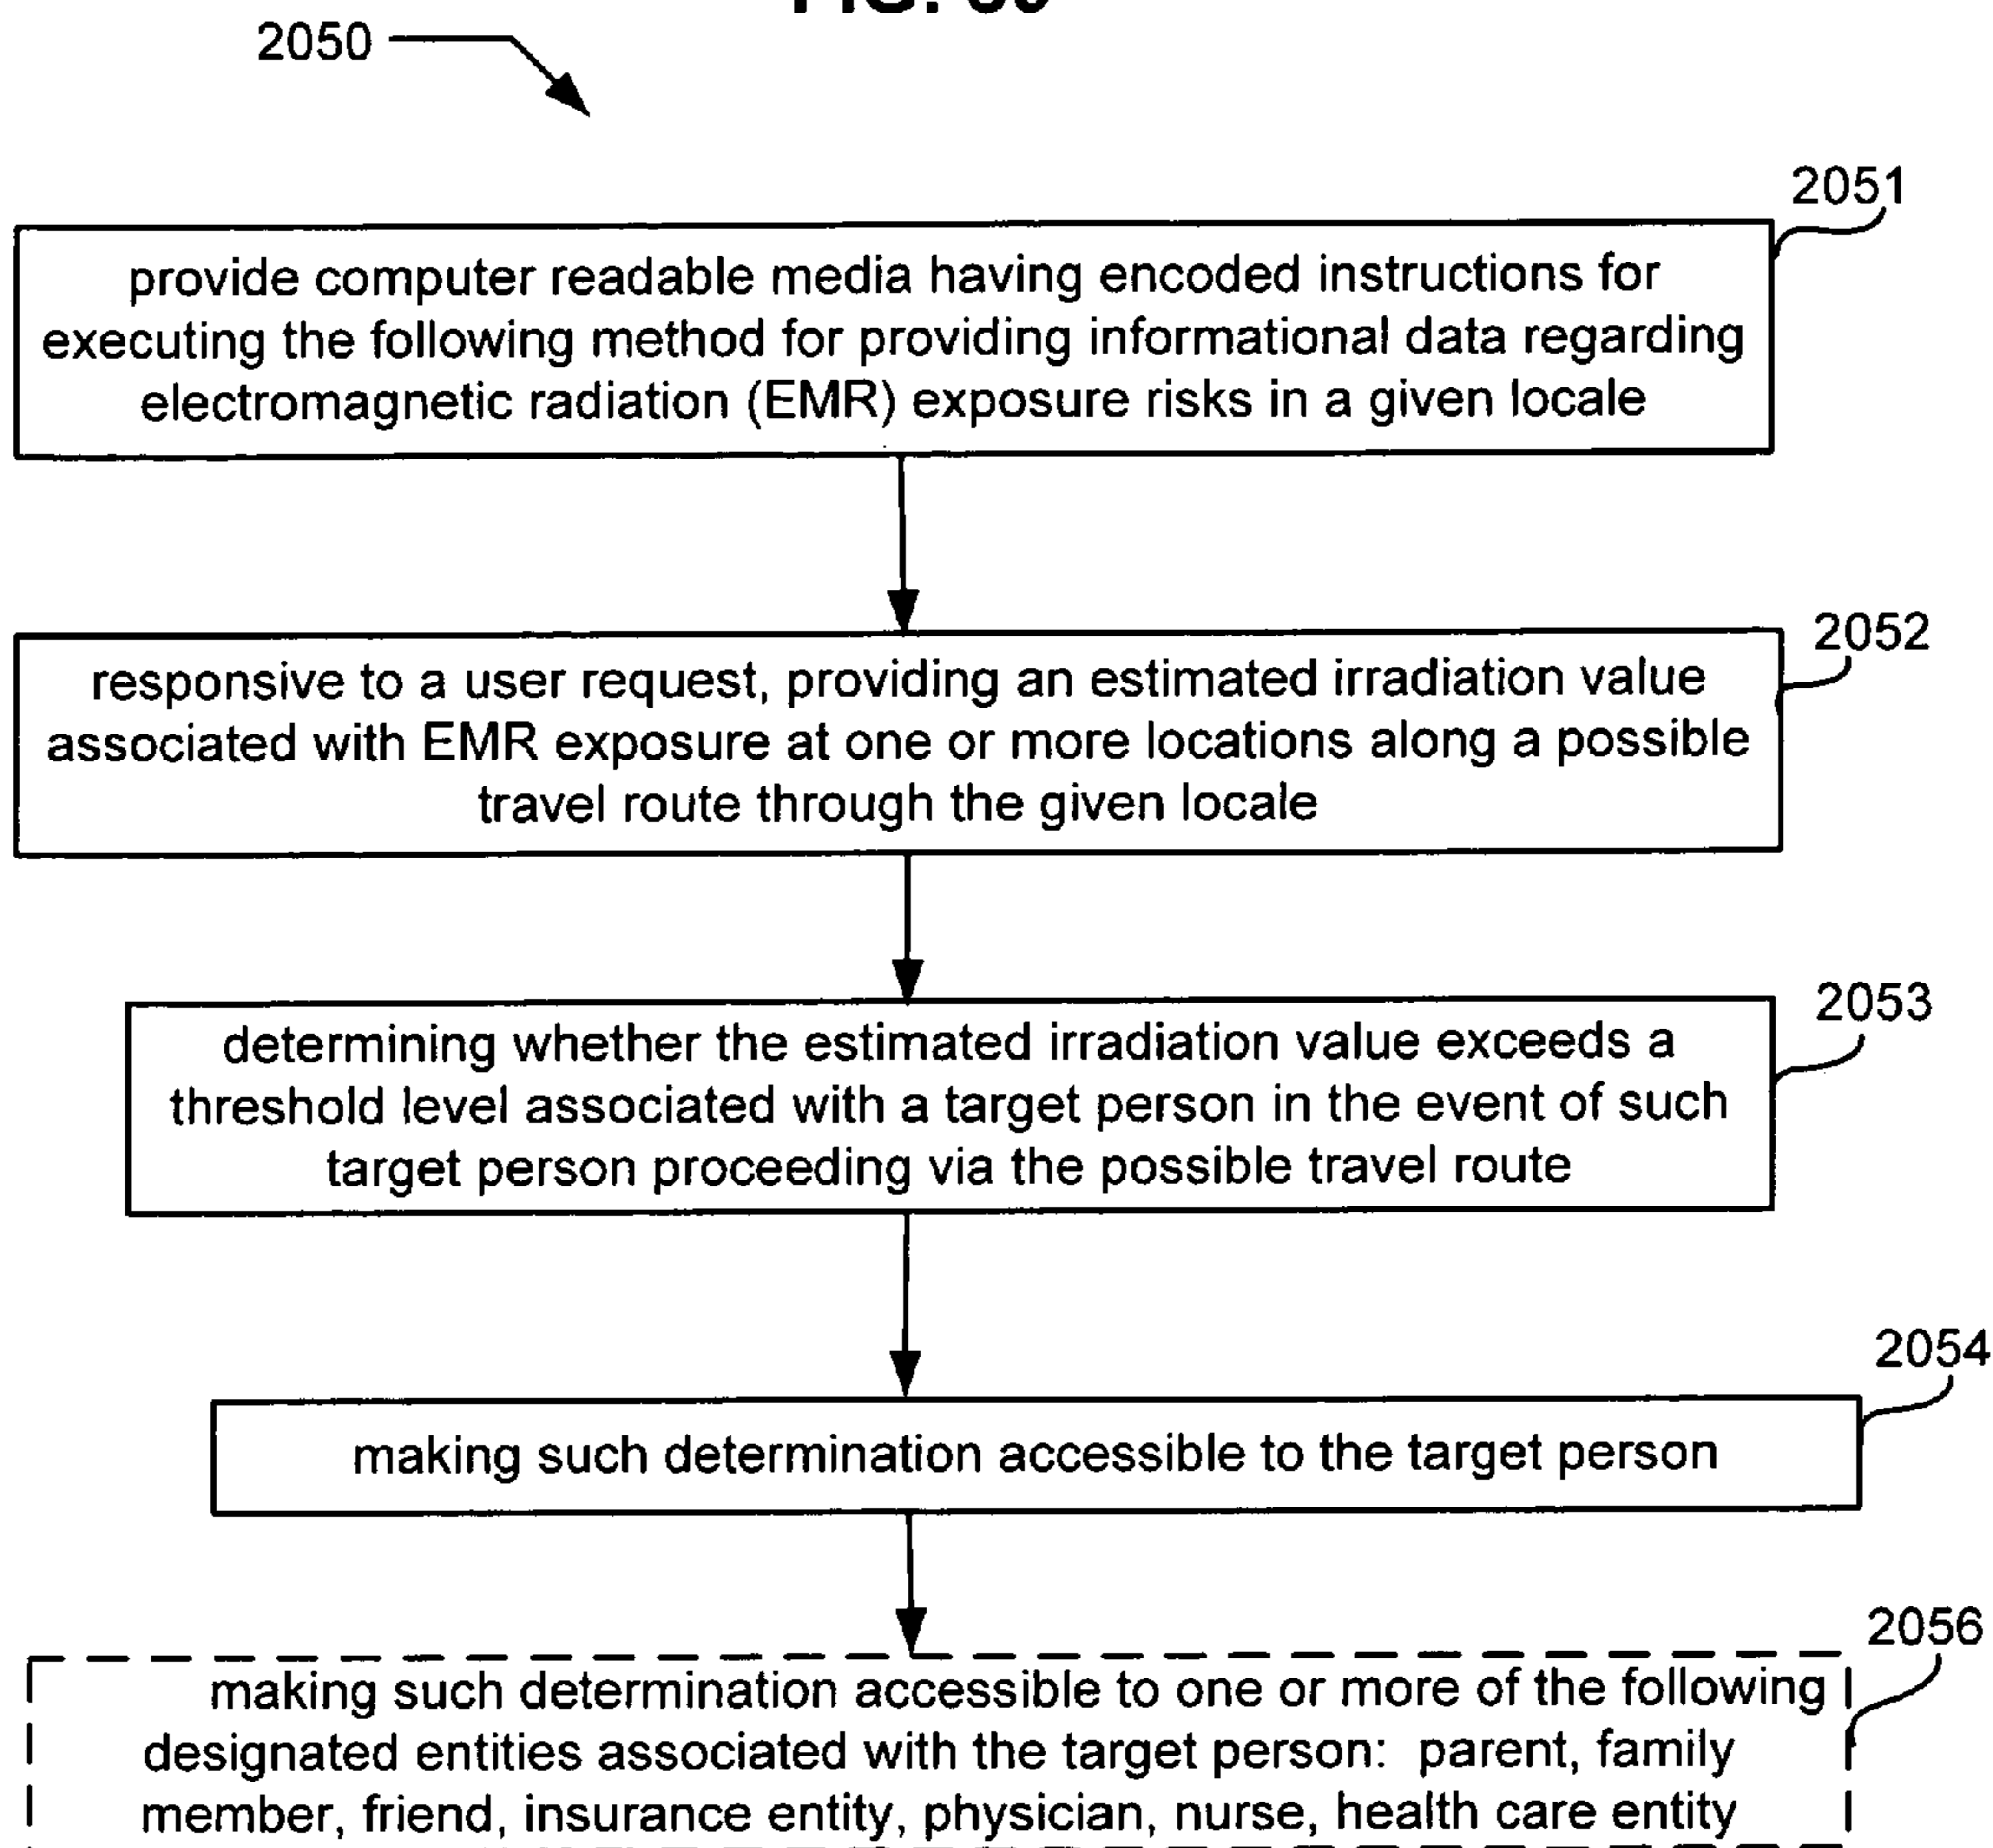 2050
2051
provide computer readable media having encoded instructions for
executing the following method for providing informational data regarding
electromagnetic radiation (EMR) exposure risks in a given locale
2052
responsive to a user request, providing an estimated irradiation value
associated with EMR exposure at one or more locations along a possible
travel route through the given locale
2053
determining whether the estimated irradiation value exceeds a
threshold level associated with a target person in the event of such
target person proceeding via the possible travel route
2054
making such determination accessible to the target person
2056
making such determination accessible to one or more of the following
designated entities associated with the target person: parent, family
member, friend, insurance entity, physician, nurse, health care entity